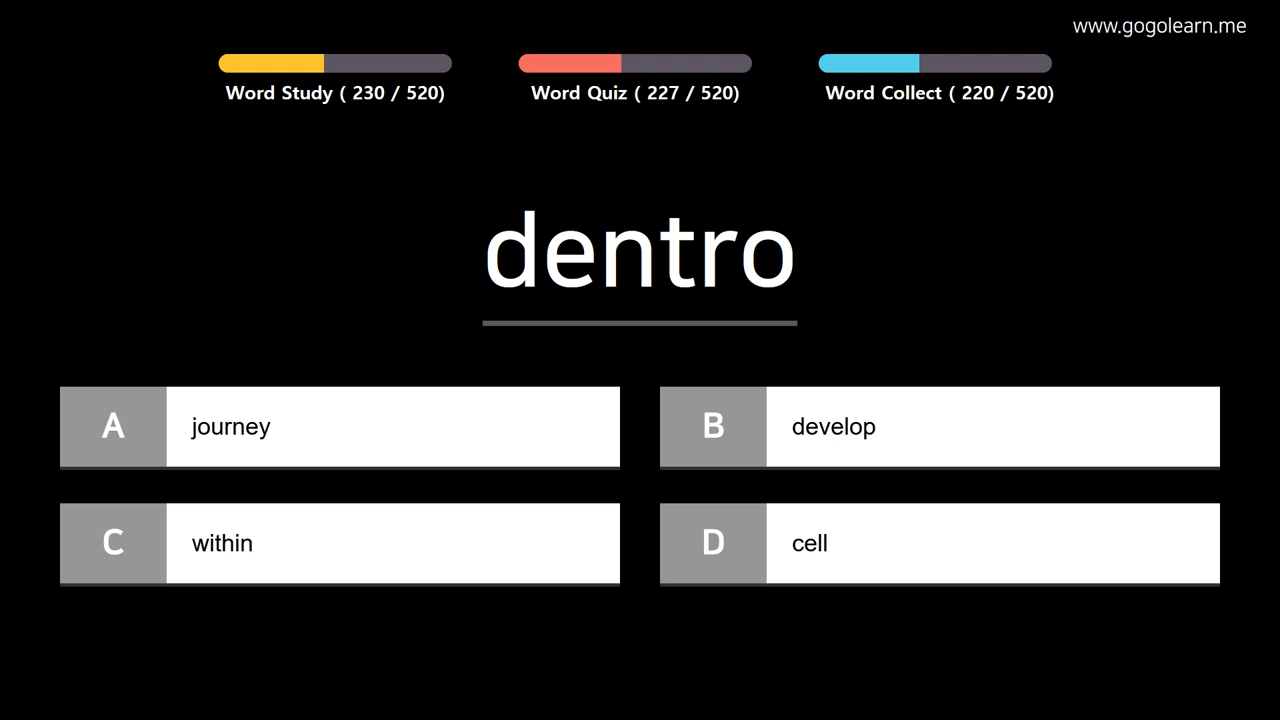 www.gogolearn.me
Word Study ( 230 / 520)
Word Quiz ( 227 / 520)
Word Collect ( 220 / 520)
dentro
A journey
B develop
C within
D cell